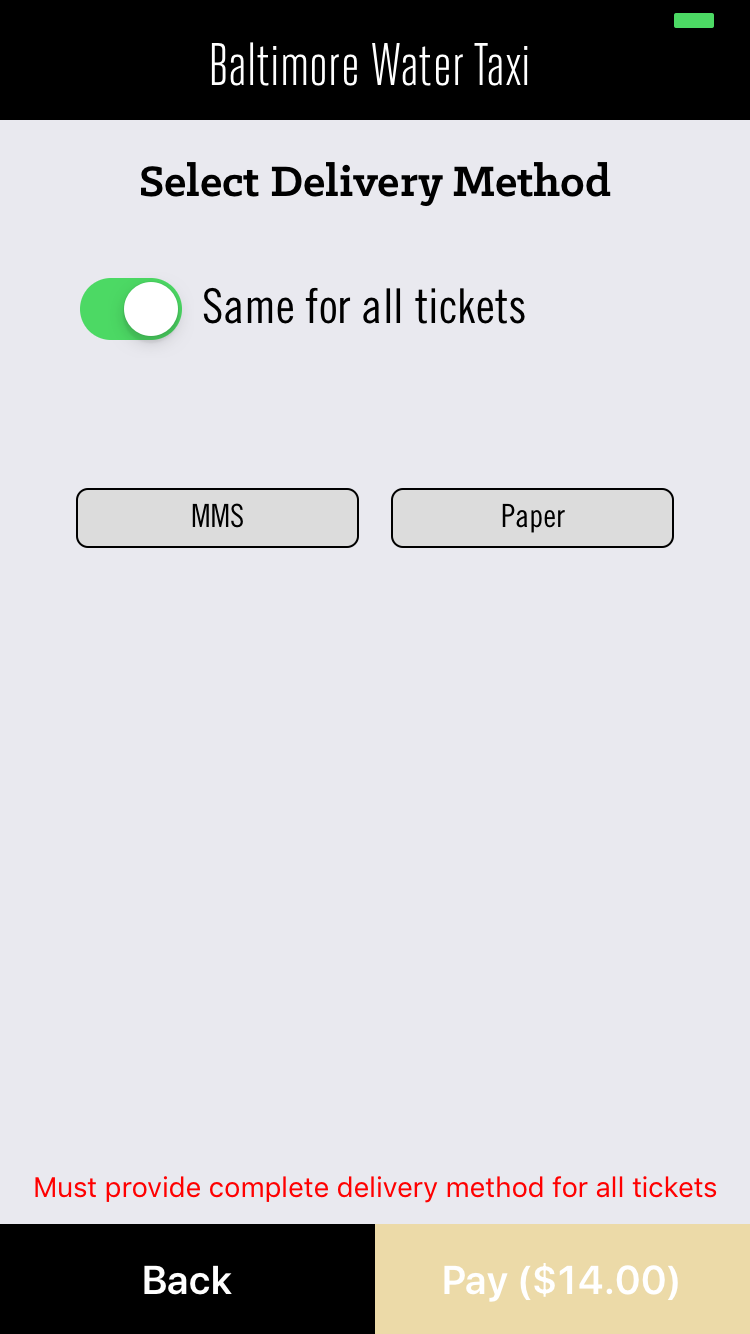 Baltimore Water Taxi
Select Delivery Method
Same for all tickets
MMS
Paper
Must provide complete delivery method for all tickets
Back
Pay ($14.00)